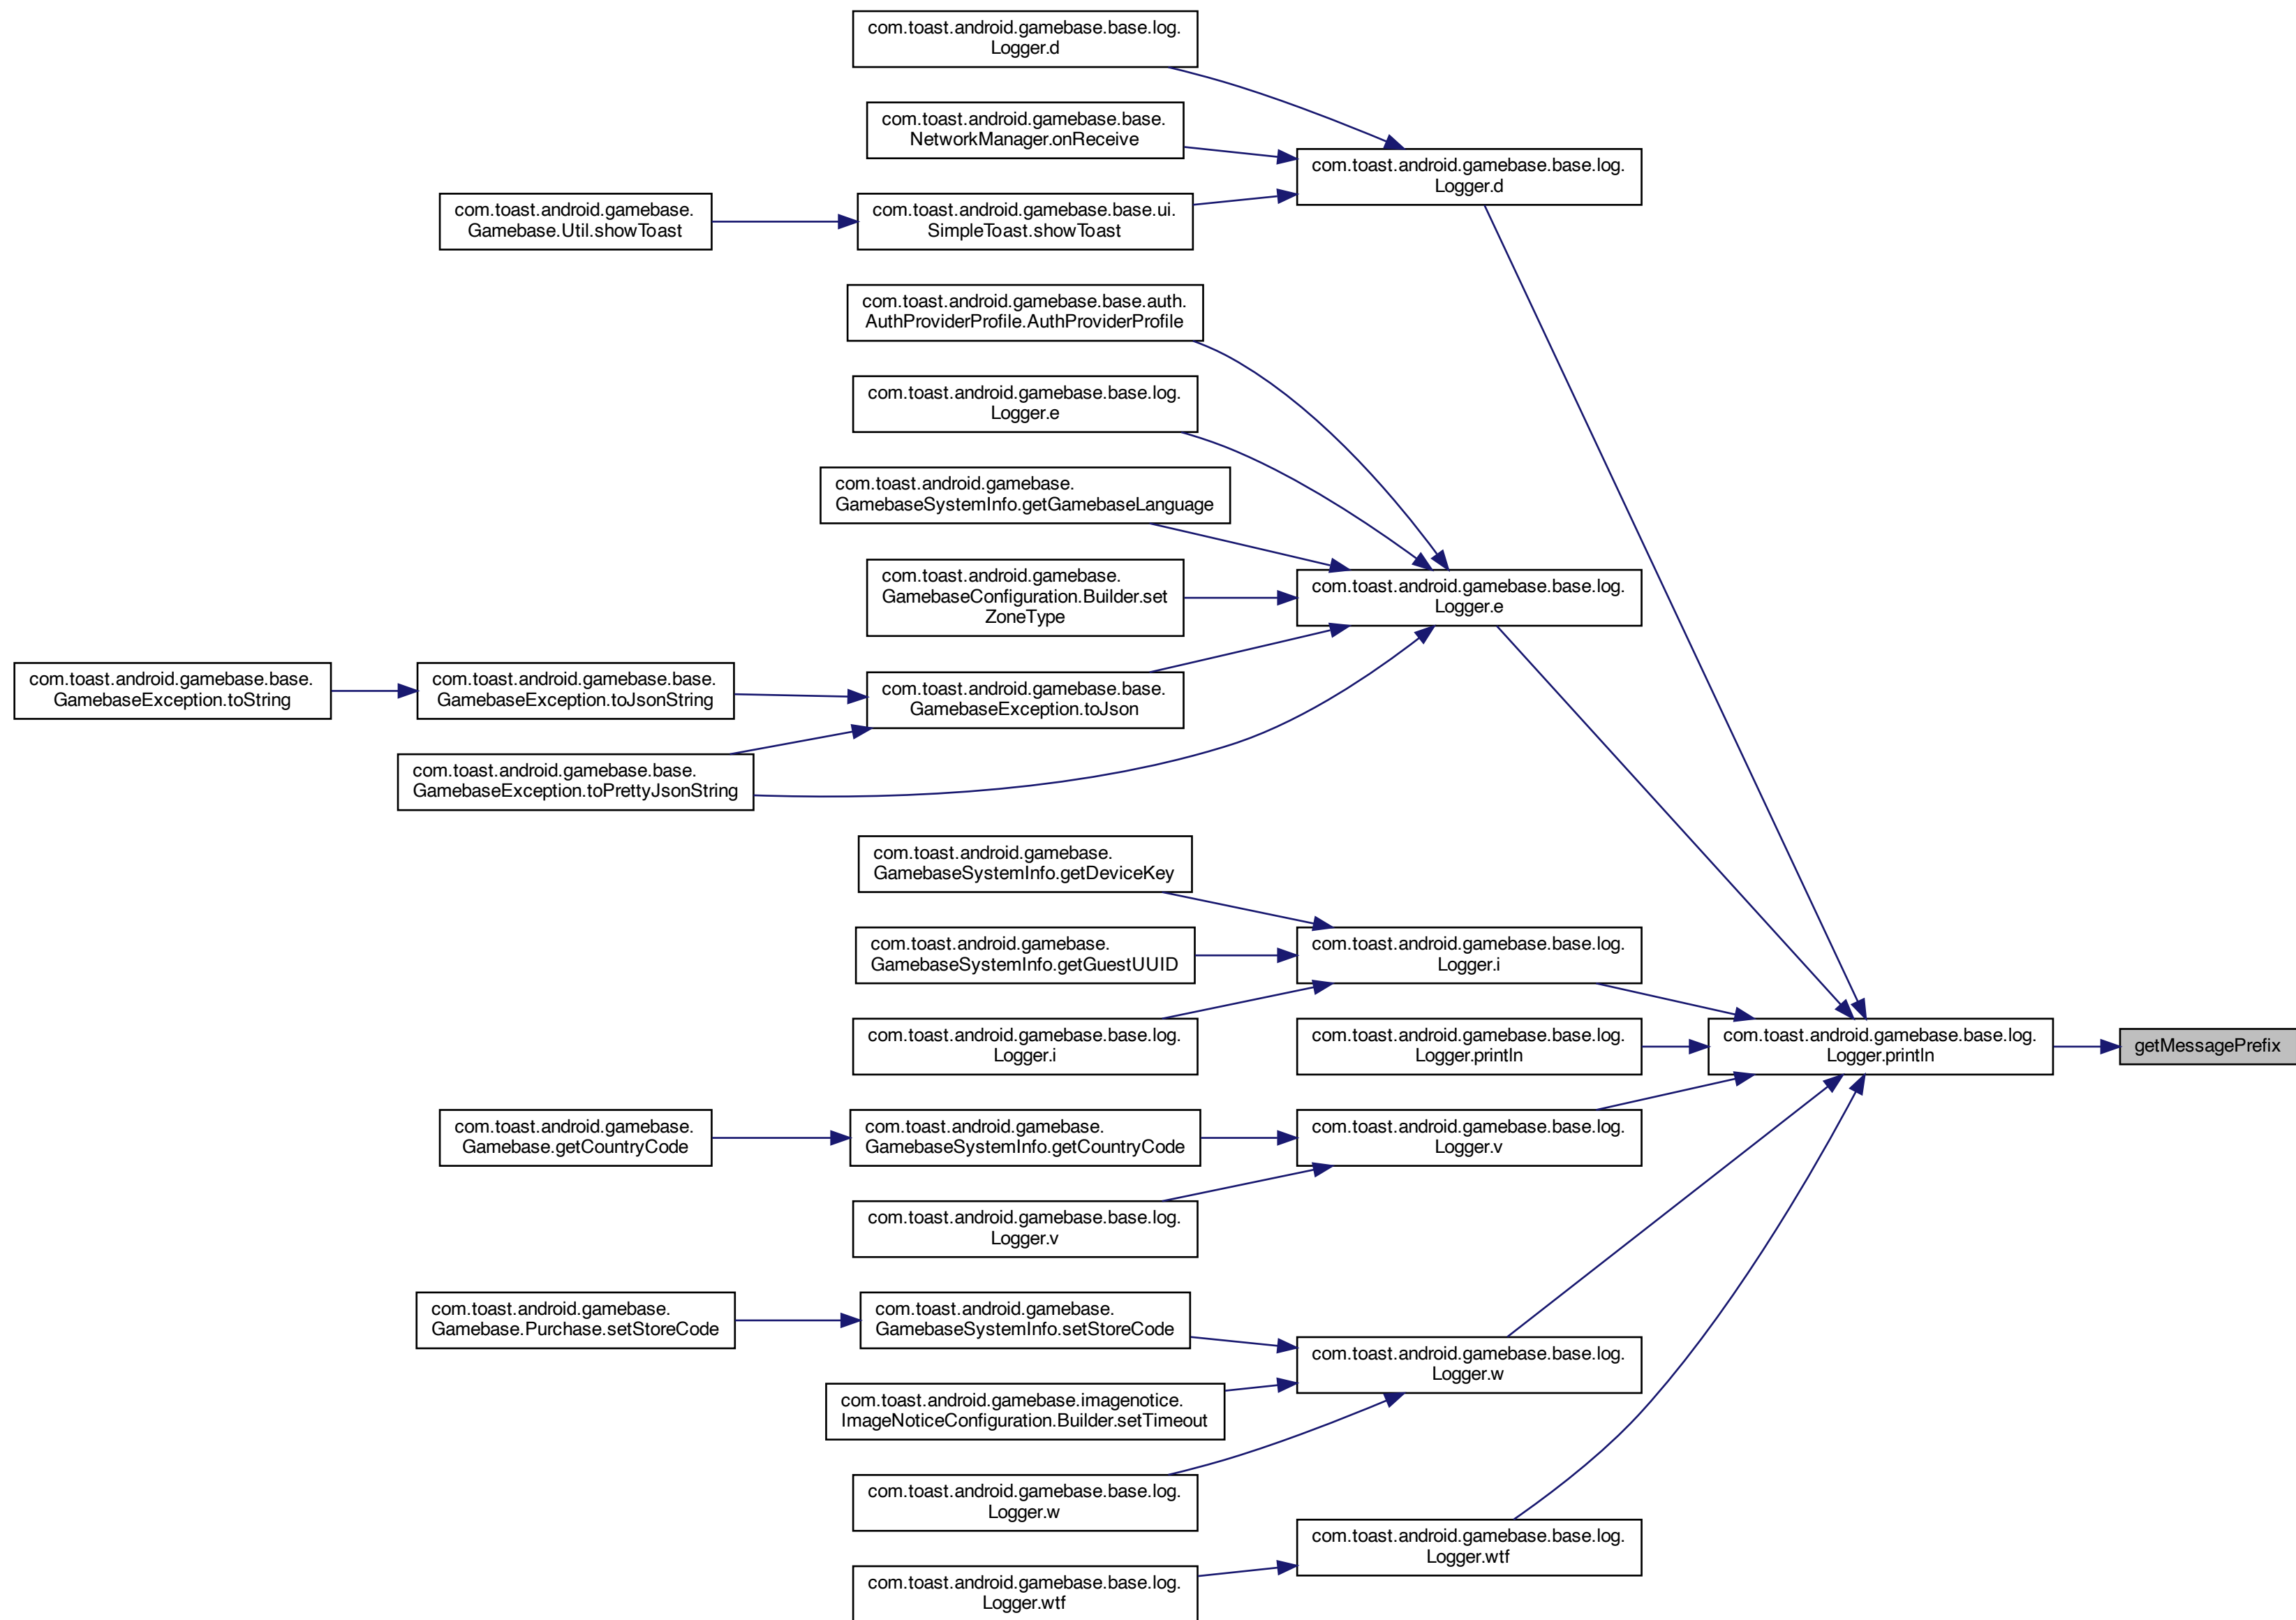 com.toast.android.gamebase.base.log.
Logger.d
com.toast.android.gamebase.base.
NetworkManager.onReceive
com.toast.android.gamebase.base.log.
Logger.d
com.toast.android.gamebase.
Gamebase.Util.showToast
com.toast.android.gamebase.base.ui.
SimpleToast.showToast
com.toast.android.gamebase.base.auth.
AuthProviderProfile.AuthProviderProfile
com.toast.android.gamebase.base.log.
Logger.e
com.toast.android.gamebase.
GamebaseSystemInfo.getGamebaseLanguage
com.toast.android.gamebase.
GamebaseConfiguration.Builder.set
ZoneType
com.toast.android.gamebase.base.log.
Logger.e
com.toast.android.gamebase.base.
GamebaseException.toString
com.toast.android.gamebase.base.
GamebaseException.toJsonString
com.toast.android.gamebase.base.
GamebaseException.toJson
com.toast.android.gamebase.base.
GamebaseException.toPrettyJsonString
com.toast.android.gamebase.
GamebaseSystemInfo.getDeviceKey
com.toast.android.gamebase.
GamebaseSystemInfo.getGuestUUID
com.toast.android.gamebase.base.log.
Logger.i
com.toast.android.gamebase.base.log.
Logger.i
com.toast.android.gamebase.base.log.
Logger.println
com.toast.android.gamebase.base.log.
Logger.println
getMessagePrefix
com.toast.android.gamebase.
Gamebase.getCountryCode
com.toast.android.gamebase.
GamebaseSystemInfo.getCountryCode
com.toast.android.gamebase.base.log.
Logger.v
com.toast.android.gamebase.base.log.
Logger.v
com.toast.android.gamebase.
Gamebase.Purchase.setStoreCode
com.toast.android.gamebase.
GamebaseSystemInfo.setStoreCode
com.toast.android.gamebase.base.log.
Logger.w
com.toast.android.gamebase.imagenotice.
ImageNoticeConfiguration.Builder.setTimeout
com.toast.android.gamebase.base.log.
Logger.w
com.toast.android.gamebase.base.log.
Logger.wtf
com.toast.android.gamebase.base.log.
Logger.wtf